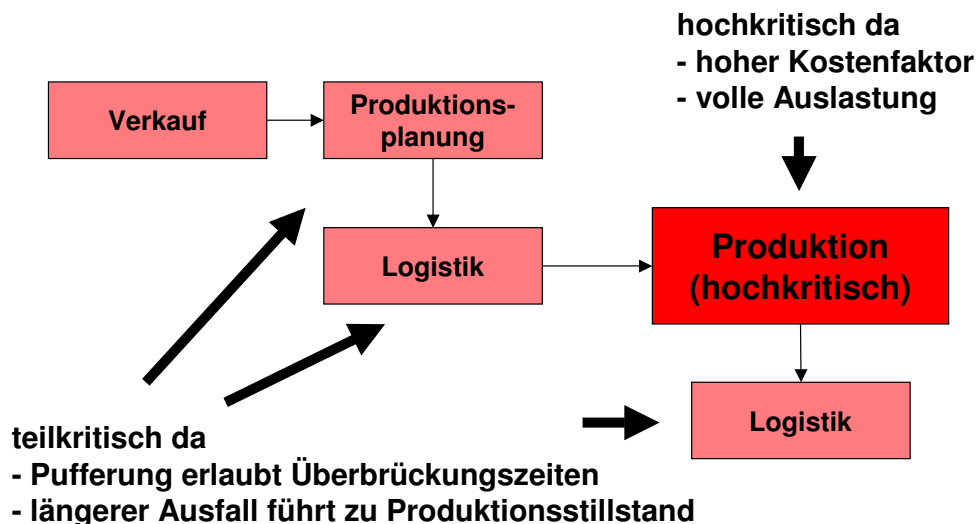 hochkritisch da
- hoher Kostenfaktor
- volle Auslastung
Verkauf
Produktions-
planung
Logistik
Produktion
(hochkritisch)
Logistik
teilkritisch da
- Pufferung erlaubt Überbrückungszeiten
- längerer Ausfall führt zu Produktionsstillstand